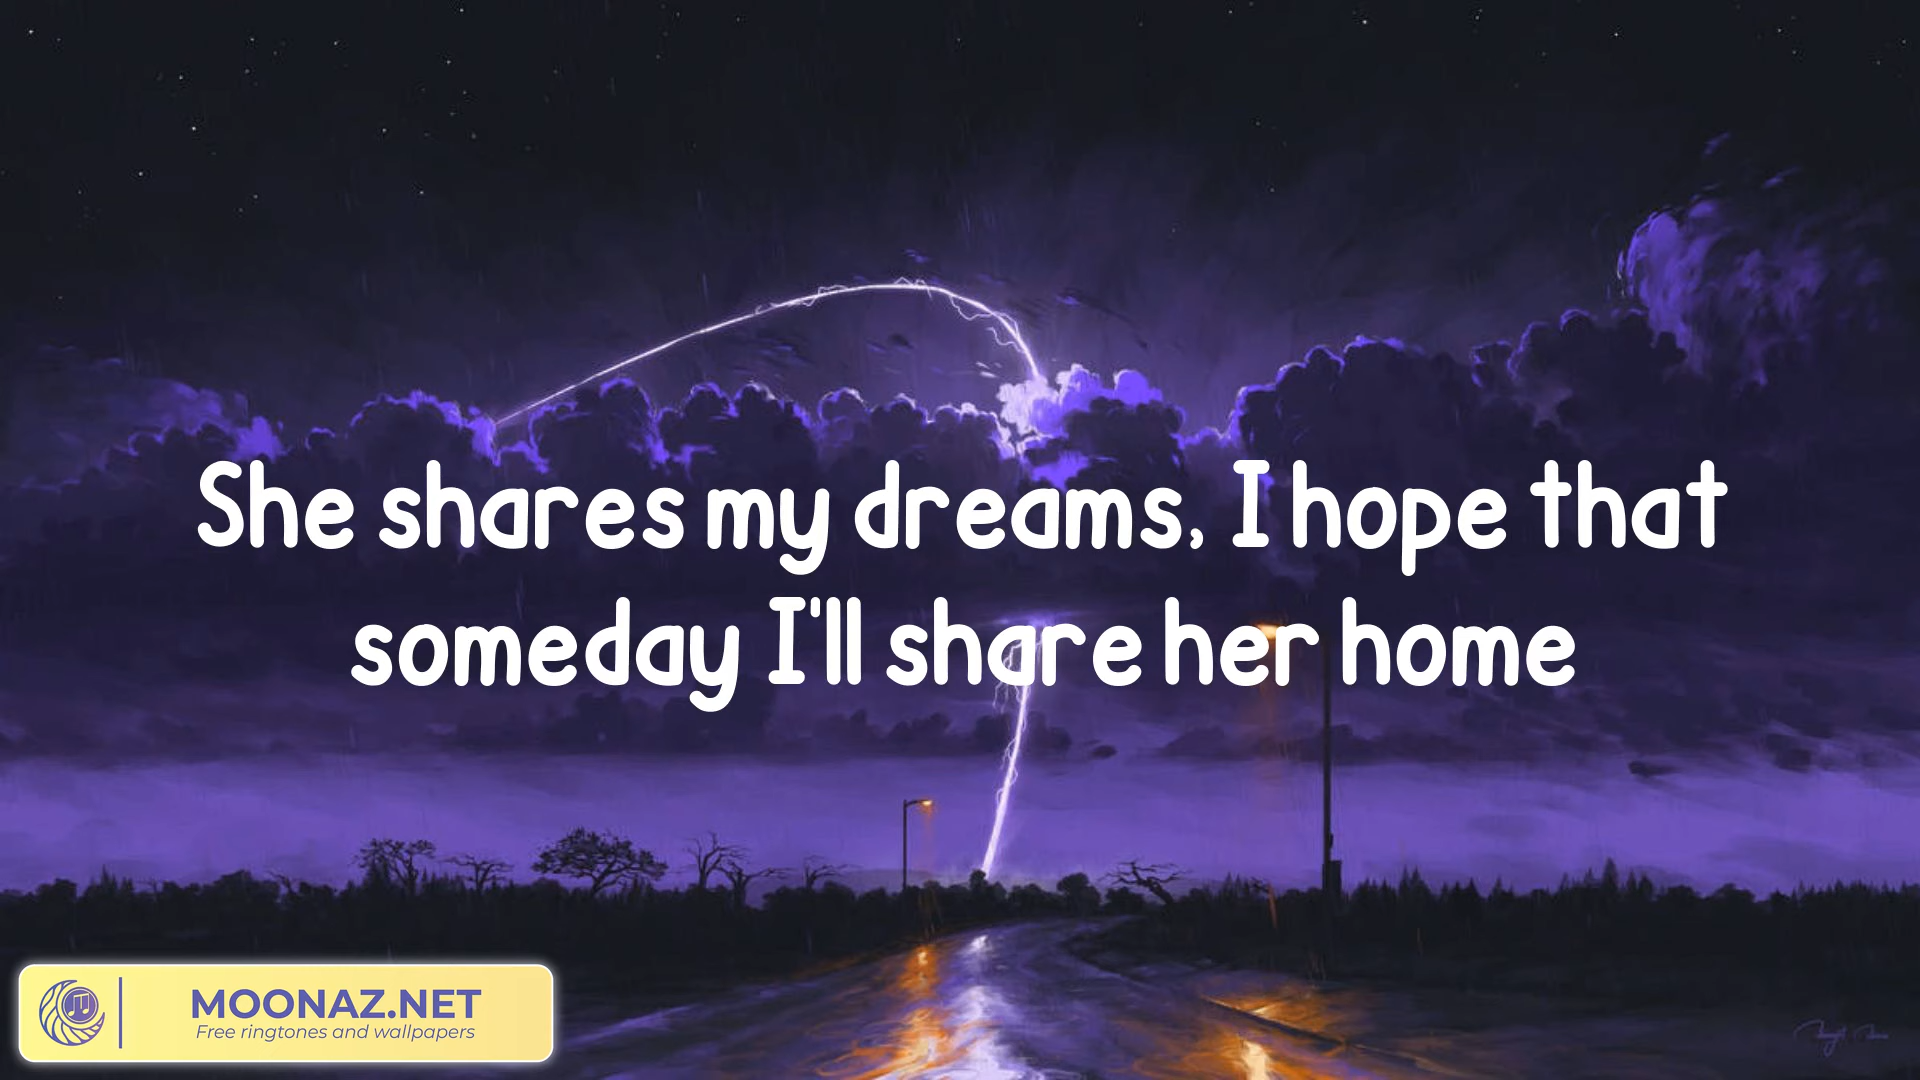 She shares my dreams, I hope that
someday I'll share her home
MOONAZ.NET
Free ringtones and wallpapers